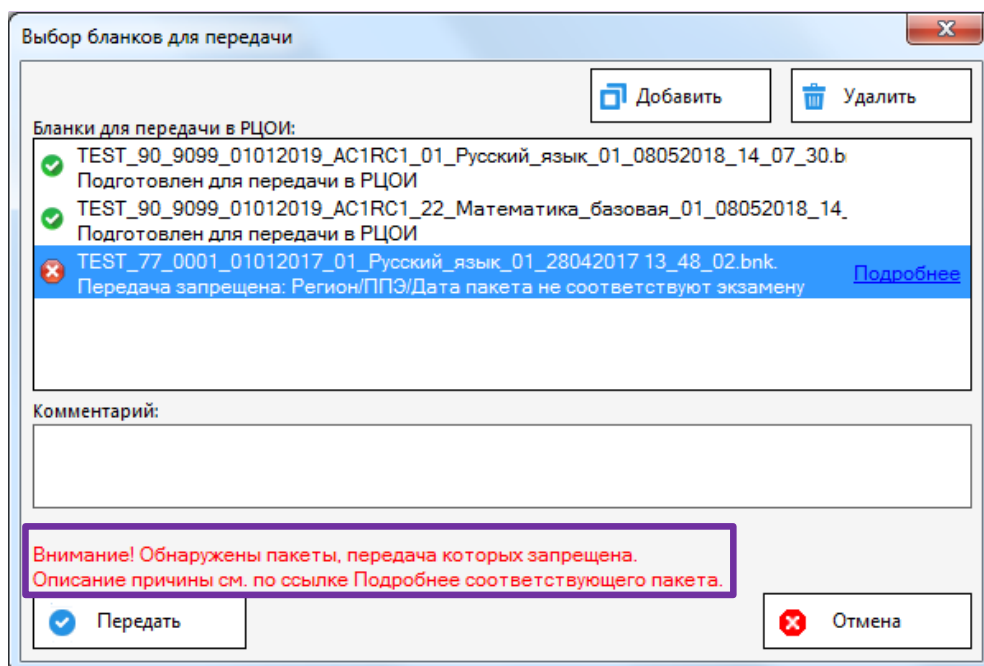 Выбор бланков для передачи
Добавить
Удалить
Бланки для передачи в РЦОИ:
TEST_90_9099_01012019_AC1RC1_01_Русский_язык_01_08052018_14_07_30.b
Подготовлен для передачи в РЦОИ
TEST_90_9099_01012019_AC1RC1_22_Математика_базовая_01_08052018_14_
Подготовлен для передачи в РЦОИ
TEST_77_0001_01012017_01_Русский_язык_01_28042017 13_48_02.bnk.
Передача запрещена: Регион/ППЭ/Дата пакета не соответствуют экзамену
Подробнее
Комментарий:
Внимание! Обнаружены пакеты, передача которых запрещена.
Описание причины см. по ссылке Подробнее соответствующего пакета.
Передать
Отмена